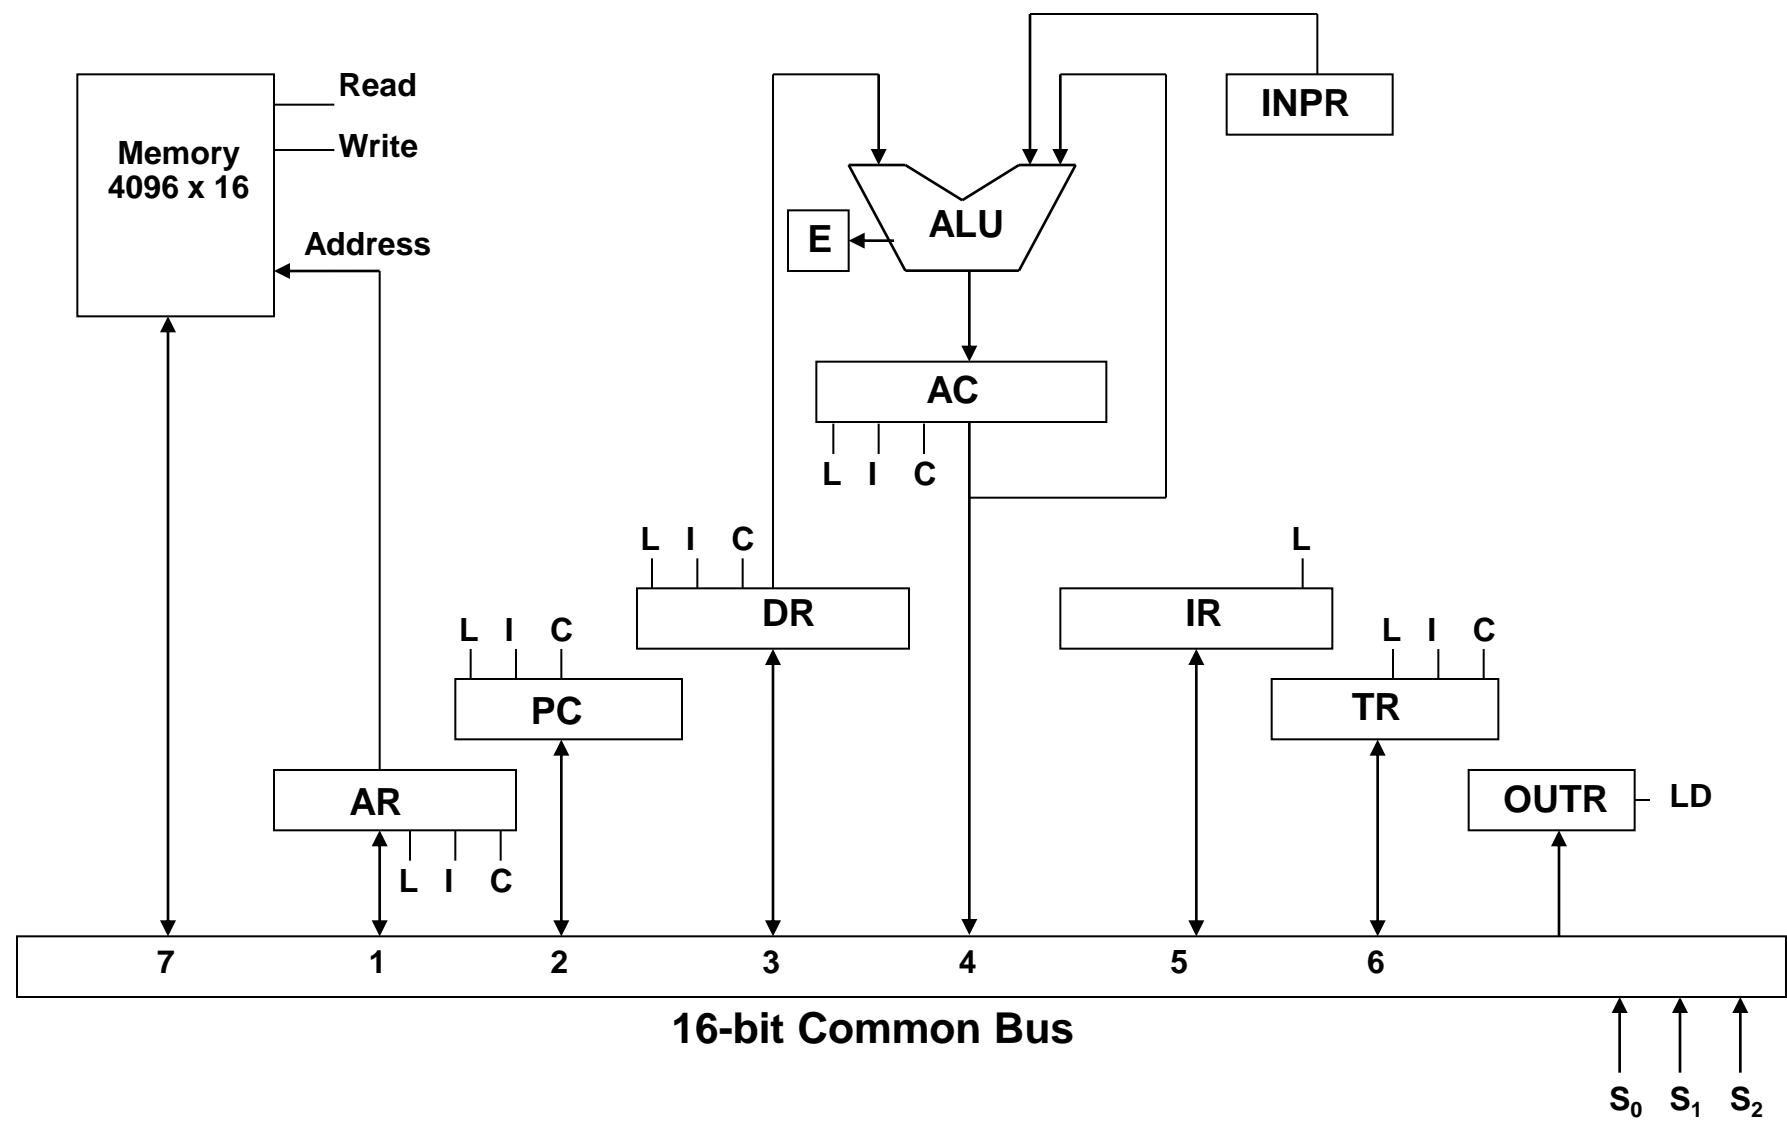 Read
Write
Memory
4096 x 16
Address
INPR
ALU
E
AC
L I C
L I C
DR
L
IR
L I C
PC
L I C
TR
AR
L I C
OUTR
LD
7 1 2 3 4 5 6
16-bit Common Bus
S₀ S₁ S₂